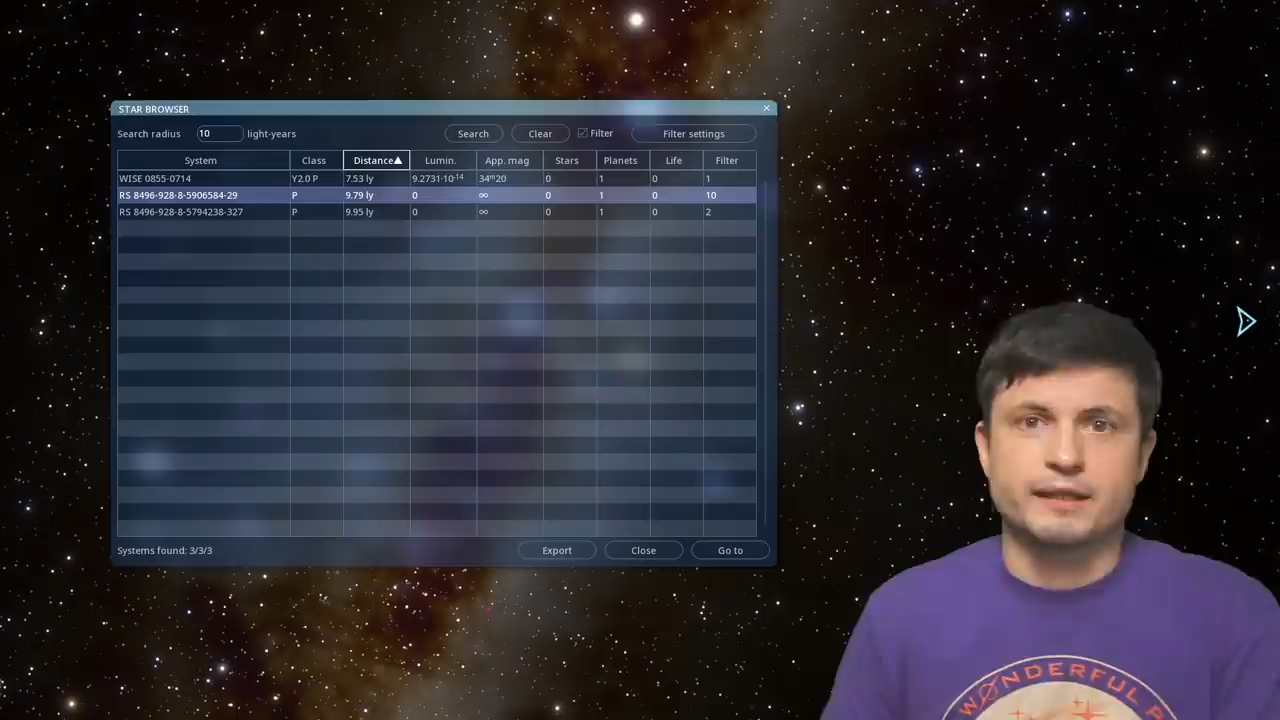 STAR BROWSER
Search radius 10 light-years Search Clear Filter Filter settings
System Class Distance▲ Lumin. App. mag Stars Planets Life Filter
WISE 0855-0714 Y2.0 P 7.53 ly 9.2731·10⁻¹⁴ 34ᵐ20 0 1 0 1
RS 8496-928-8-5906584-29 P 9.79 ly 0 ∞ 0 1 0 10
RS 8496-928-8-5794238-327 P 9.95 ly 0 ∞ 0 1 0 2
Systems found: 3/3/3 Export Close Go to
WØNDERFUL